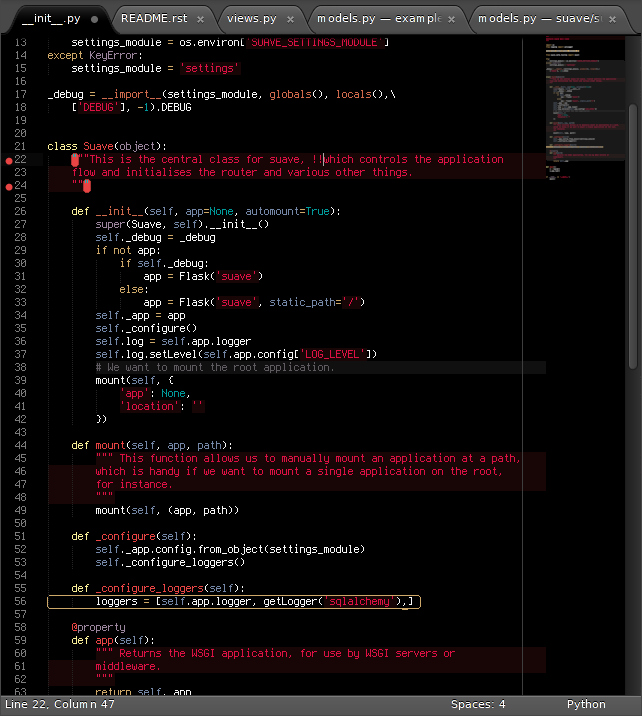 __init__.py
README.rst
views.py
models.py — example
models.py — suave/s
13 settings_module = os.environ['SUAVE_SETTINGS_MODULE']
14 except KeyError:
15 settings_module = 'settings'
16
17 _debug = __import__(settings_module, globals(), locals(),\
18 ['DEBUG'], -1).DEBUG
19
20
21 class Suave(object):
22 """This is the central class for suave, !!which controls the application
23 flow and initialises the router and various other things.
24 """
25
26 def __init__(self, app=None, automount=True):
27 super(Suave, self).__init__()
28 self._debug = _debug
29 if not app:
30 if self._debug:
31 app = Flask('suave')
32 else:
33 app = Flask('suave', static_path='/')
34 self._app = app
35 self._configure()
36 self.log = self.app.logger
37 self.log.setLevel(self.app.config['LOG_LEVEL'])
38 # We want to mount the root application.
39 mount(self, {
40 'app': None,
41 'location': ''
42 })
43
44 def mount(self, app, path):
45 """ This function allows us to manually mount an application at a path,
46 which is handy if we want to mount a single application on the root,
47 for instance.
48 """
49 mount(self, (app, path))
50
51 def _configure(self):
52 self._app.config.from_object(settings_module)
53 self._configure_loggers()
54
55 def _configure_loggers(self):
56 loggers = [self.app.logger, getLogger('sqlalchemy'),]
57
58 @property
59 def app(self):
60 """ Returns the WSGI application, for use by WSGI servers or
61 middleware.
62 """
63 return self._app
Line 22, Column 47
Spaces: 4
Python